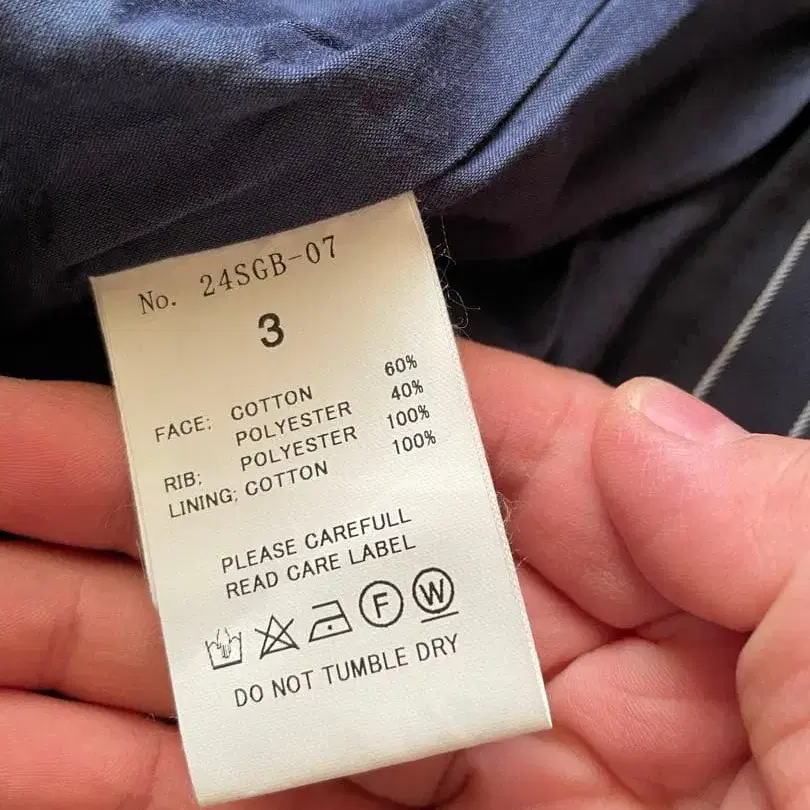 No. 24SGB-07
3
FACE: COTTON 60%
POLYESTER 40%
RIB: POLYESTER 100%
LINING: COTTON 100%
PLEASE CAREFULL
READ CARE LABEL
F W
DO NOT TUMBLE DRY